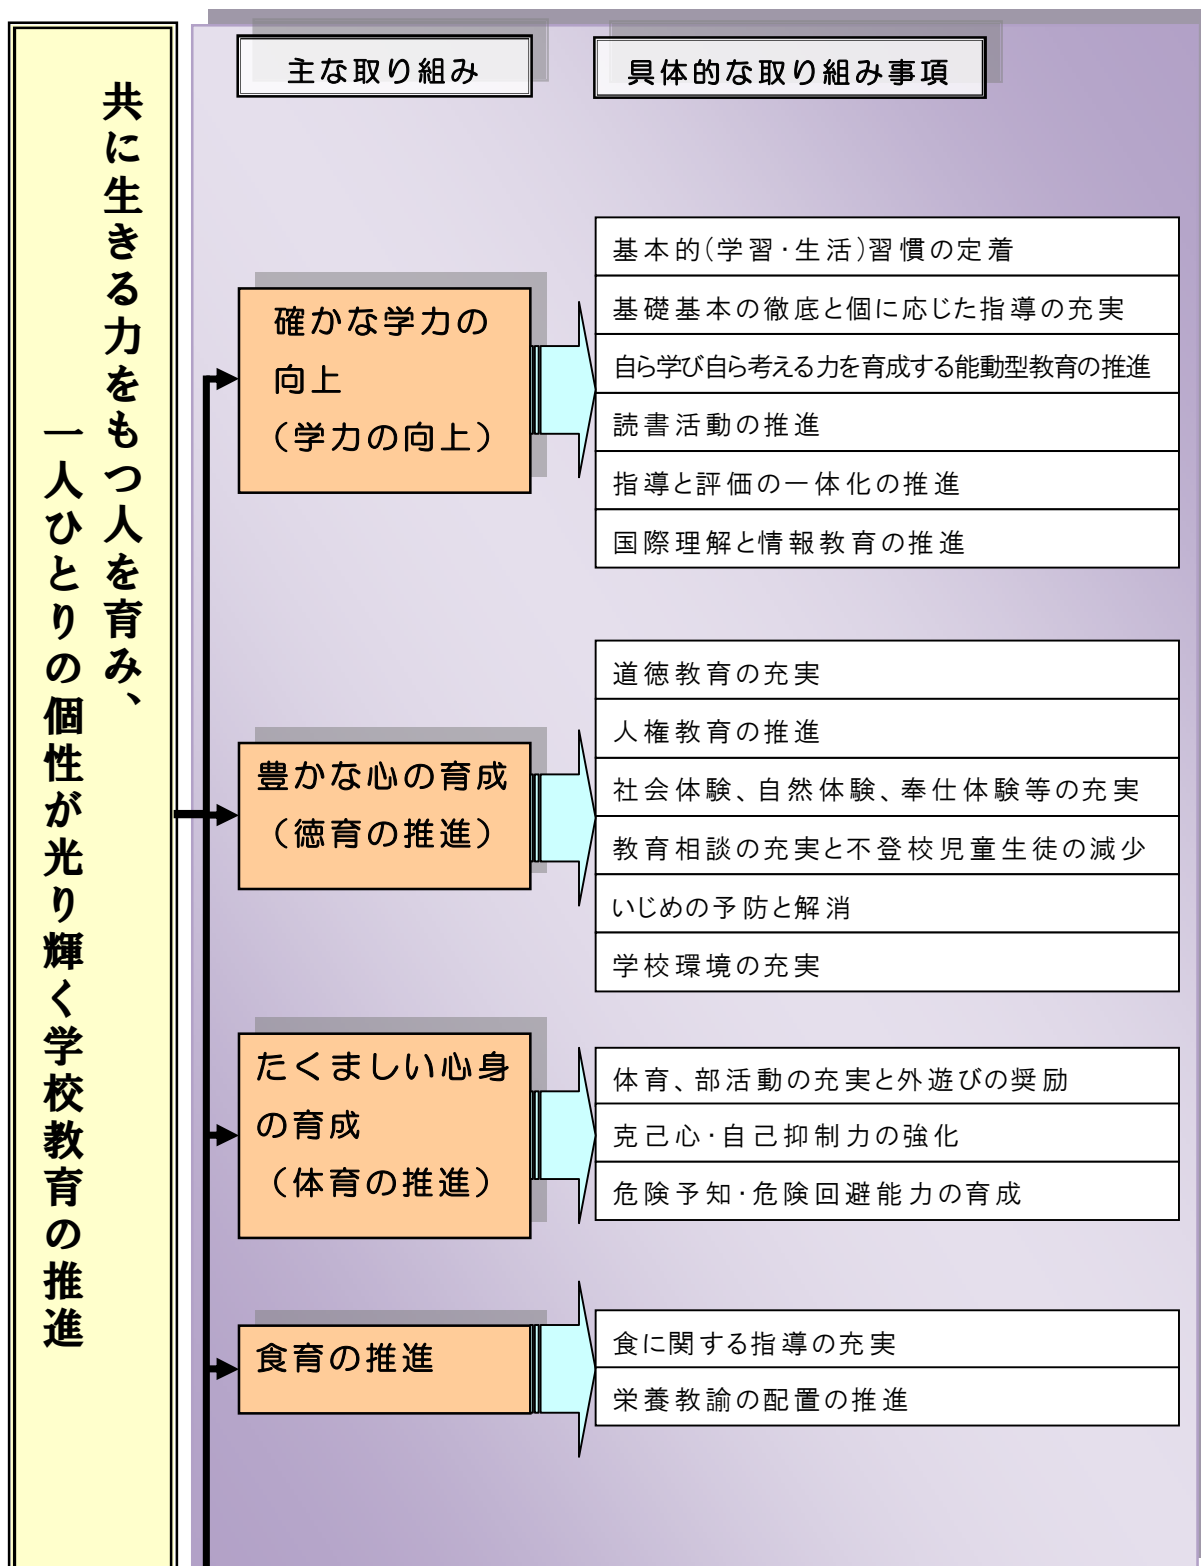 共に生きる力をもつ人を育み、
一人ひとりの個性が光り輝く学校教育の推進
主な取り組み
具体的な取り組み事項
確かな学力の
向上
（学力の向上）
基本的（学習・生活）習慣の定着
基礎基本の徹底と個に応じた指導の充実
自ら学び自ら考える力を育成する能動型教育の推進
読書活動の推進
指導と評価の一体化の推進
国際理解と情報教育の推進
豊かな心の育成
（徳育の推進）
道徳教育の充実
人権教育の推進
社会体験、自然体験、奉仕体験等の充実
教育相談の充実と不登校児童生徒の減少
いじめの予防と解消
学校環境の充実
たくましい心身
の育成
（体育の推進）
体育、部活動の充実と外遊びの奨励
克己心・自己抑制力の強化
危険予知・危険回避能力の育成
食育の推進
食に関する指導の充実
栄養教諭の配置の推進